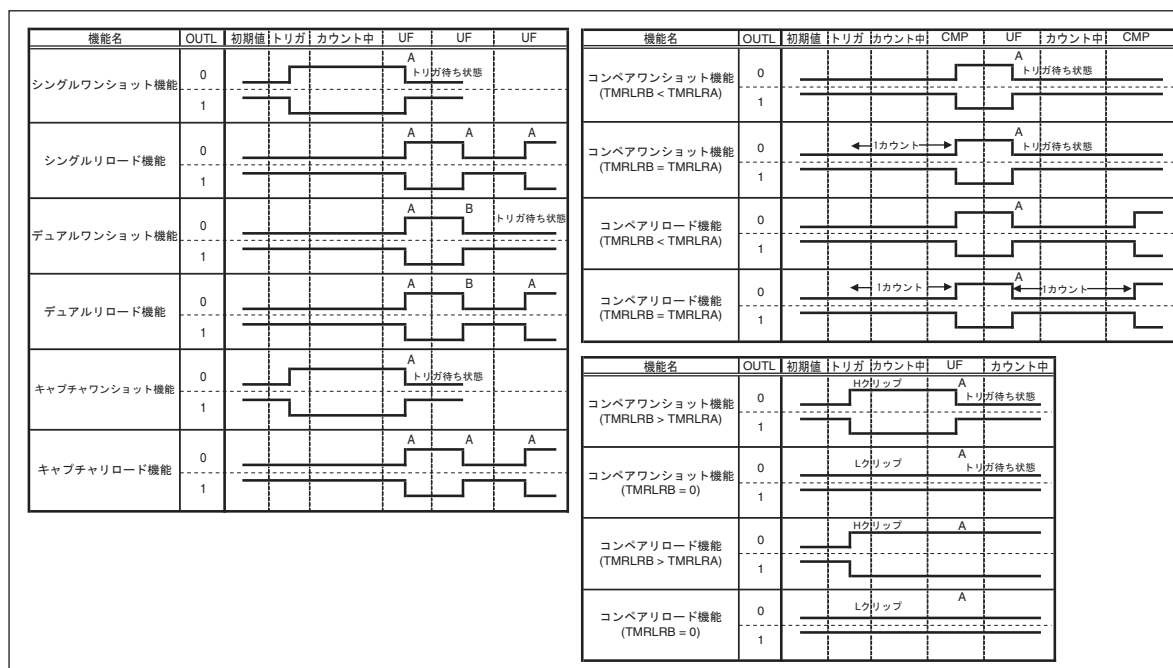 機能名 OUTL 初期値 トリガ カウント中 UF UF UF
シングルワンショット機能 0 A トリガ待ち状態
1
シングルリロード機能 0 A A A
1
デュアルワンショット機能 0 A B トリガ待ち状態
1
デュアルリロード機能 0 A B A
1
キャプチャワンショット機能 0 A トリガ待ち状態
1
キャプチャリロード機能 0 A A A
1
機能名 OUTL 初期値 トリガ カウント中 CMP UF カウント中 CMP
コンペアワンショット機能 0 A トリガ待ち状態
(TMRLRB < TMRLRA) 1
コンペアワンショット機能 0 1カウント A トリガ待ち状態
(TMRLRB = TMRLRA) 1
コンペアリロード機能 0 A
(TMRLRB < TMRLRA) 1
コンペアリロード機能 0 1カウント A 1カウント
(TMRLRB = TMRLRA) 1
機能名 OUTL 初期値 トリガ カウント中 UF カウント中
コンペアワンショット機能 0 Hクリップ A トリガ待ち状態
(TMRLRB > TMRLRA) 1
コンペアワンショット機能 0 Lクリップ A トリガ待ち状態
(TMRLRB = 0) 1
コンペアリロード機能 0 Hクリップ A
(TMRLRB > TMRLRA) 1
コンペアリロード機能 0 Lクリップ A
(TMRLRB = 0) 1